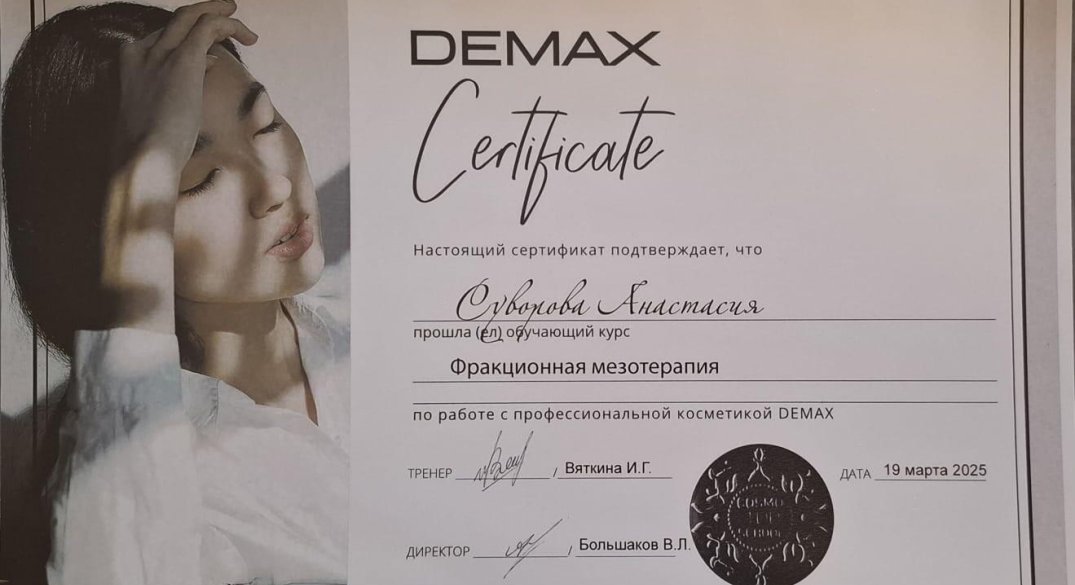 DEMAX
Certificate
Настоящий сертификат подтверждает, что
Суворова Анастасия
прошла (ел) обучающий курс
Фракционная мезотерапия
по работе с профессиональной косметикой DEMAX
ТРЕНЕР / Вяткина И.Г.
ДАТА 19 марта 2025
ДИРЕКТОР / Большаков В.Л.
COSMO